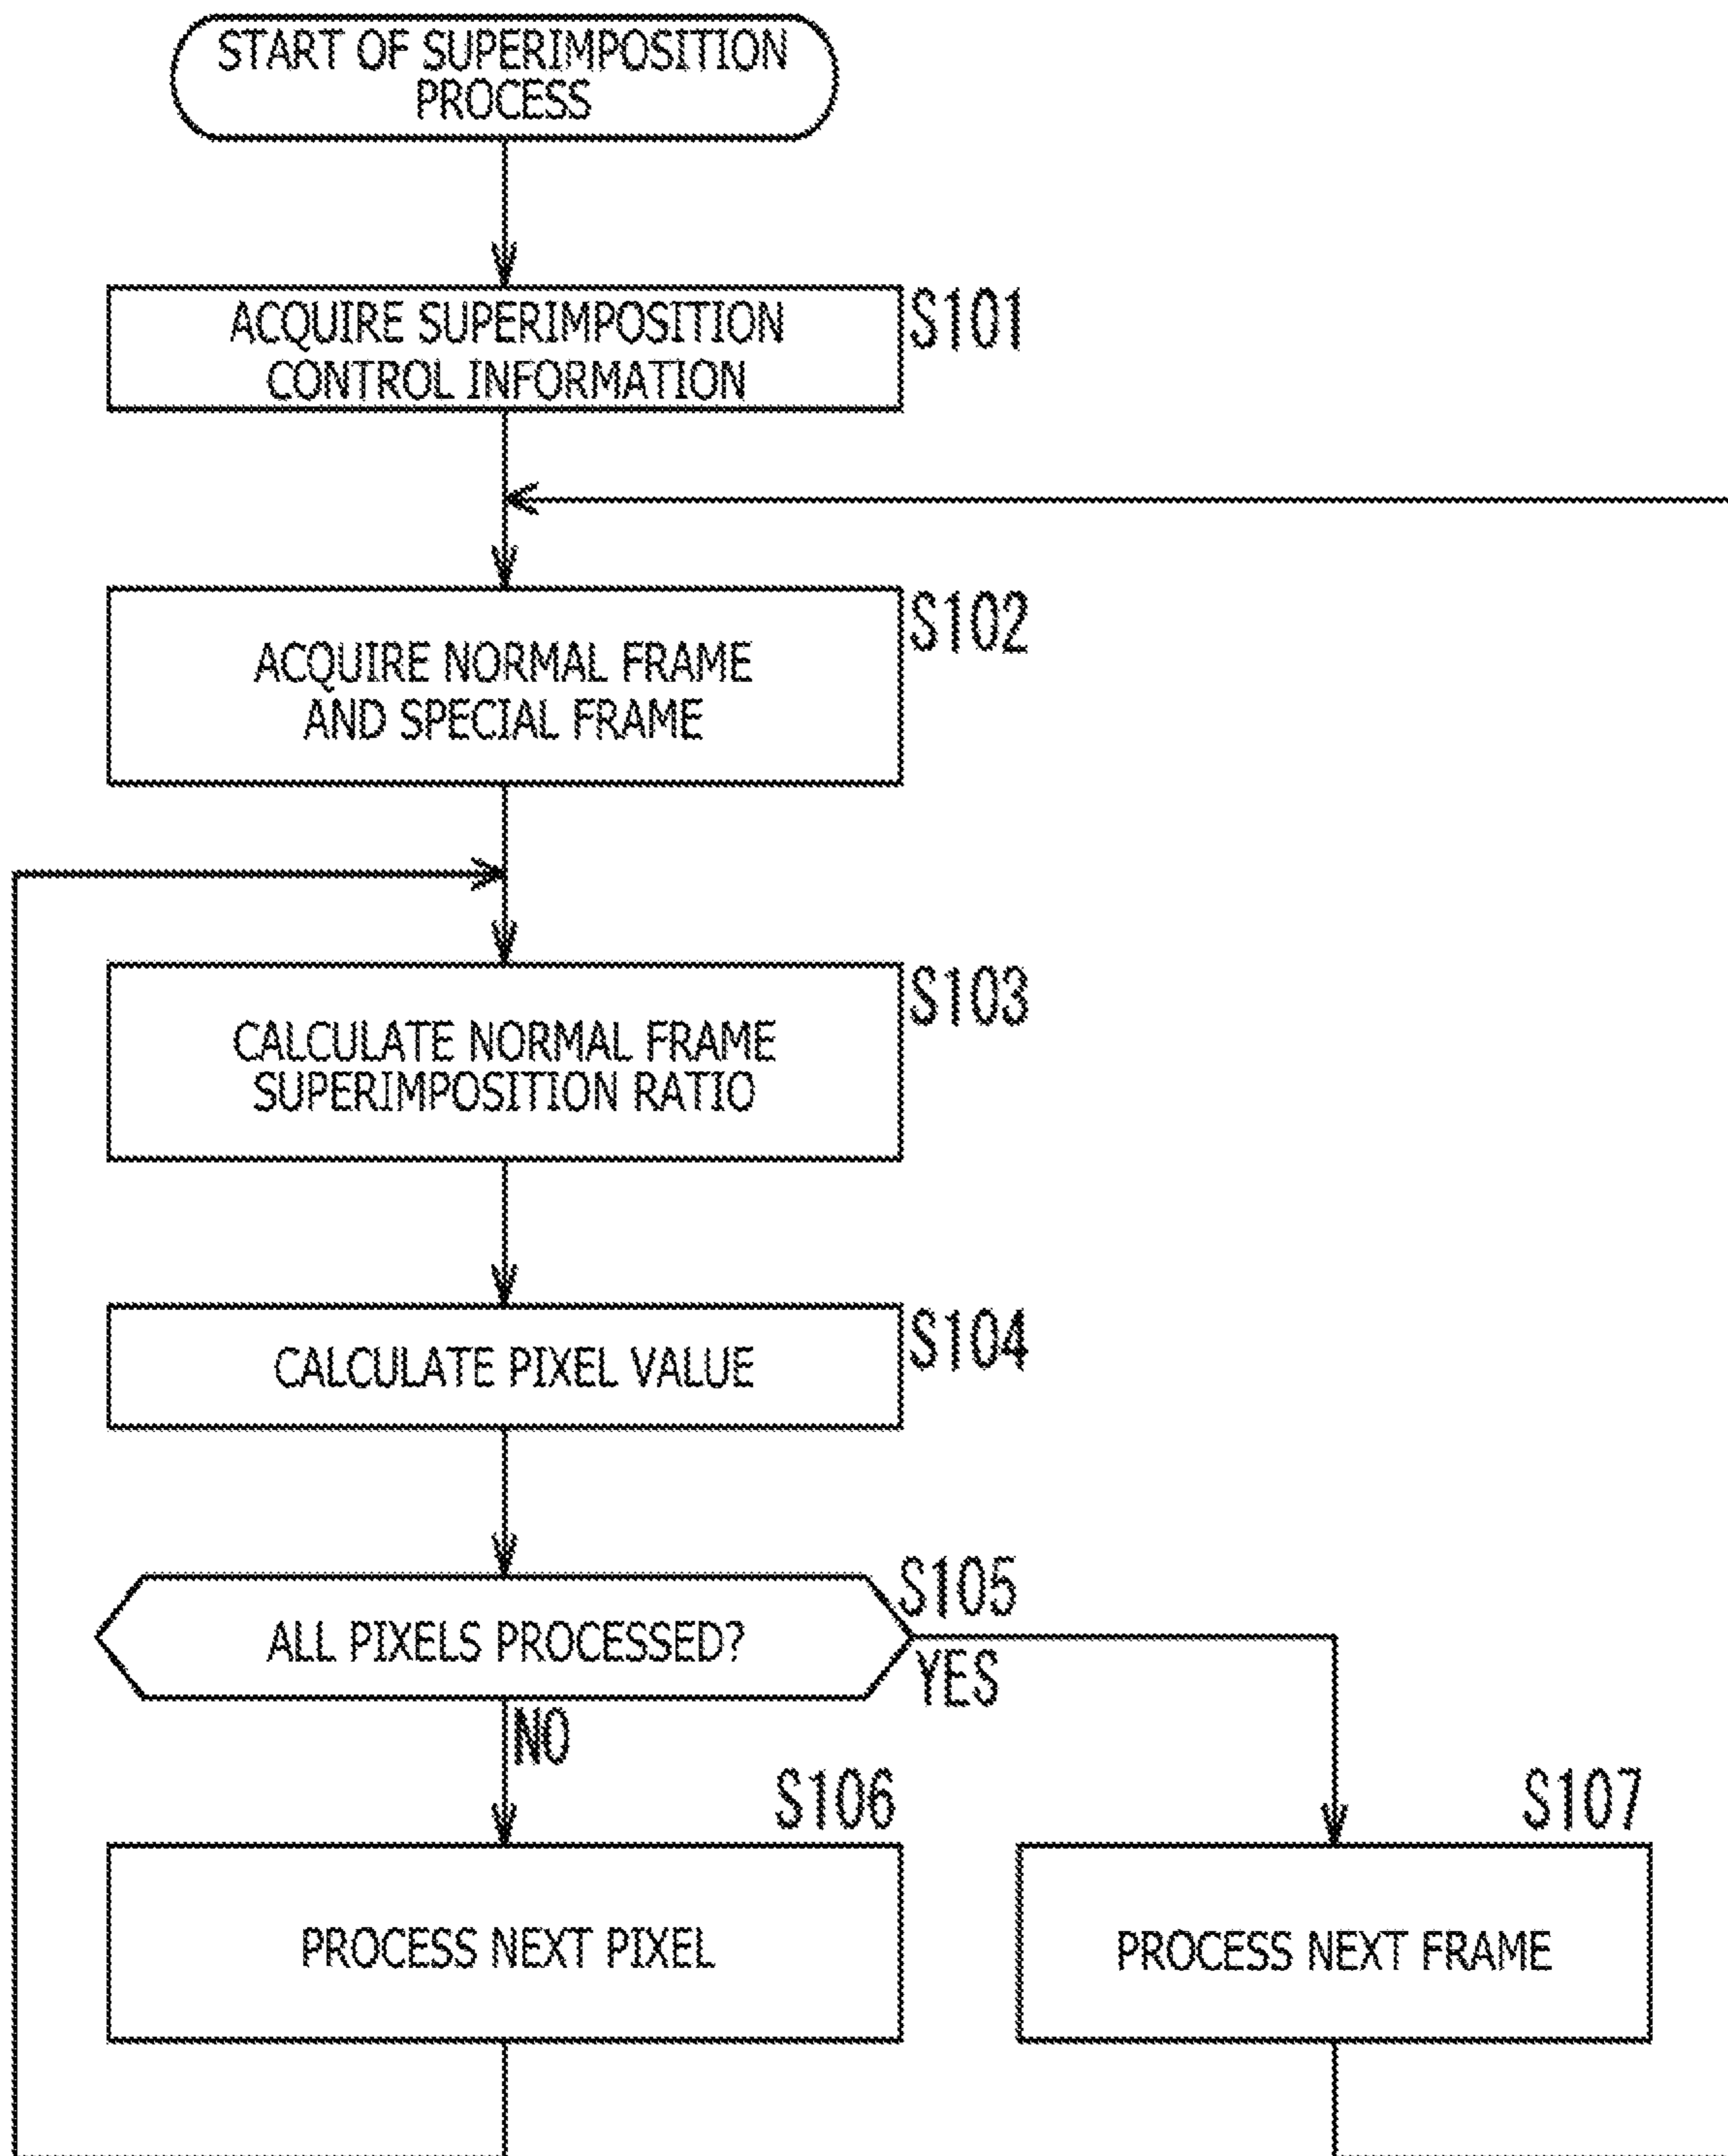 START OF SUPERIMPOSITION
PROCESS
ACQUIRE SUPERIMPOSITION
CONTROL INFORMATION
S101
ACQUIRE NORMAL FRAME
AND SPECIAL FRAME
S102
CALCULATE NORMAL FRAME
SUPERIMPOSITION RATIO
S103
CALCULATE PIXEL VALUE
S104
ALL PIXELS PROCESSED?
S105
YES
NO
S106
PROCESS NEXT PIXEL
S107
PROCESS NEXT FRAME